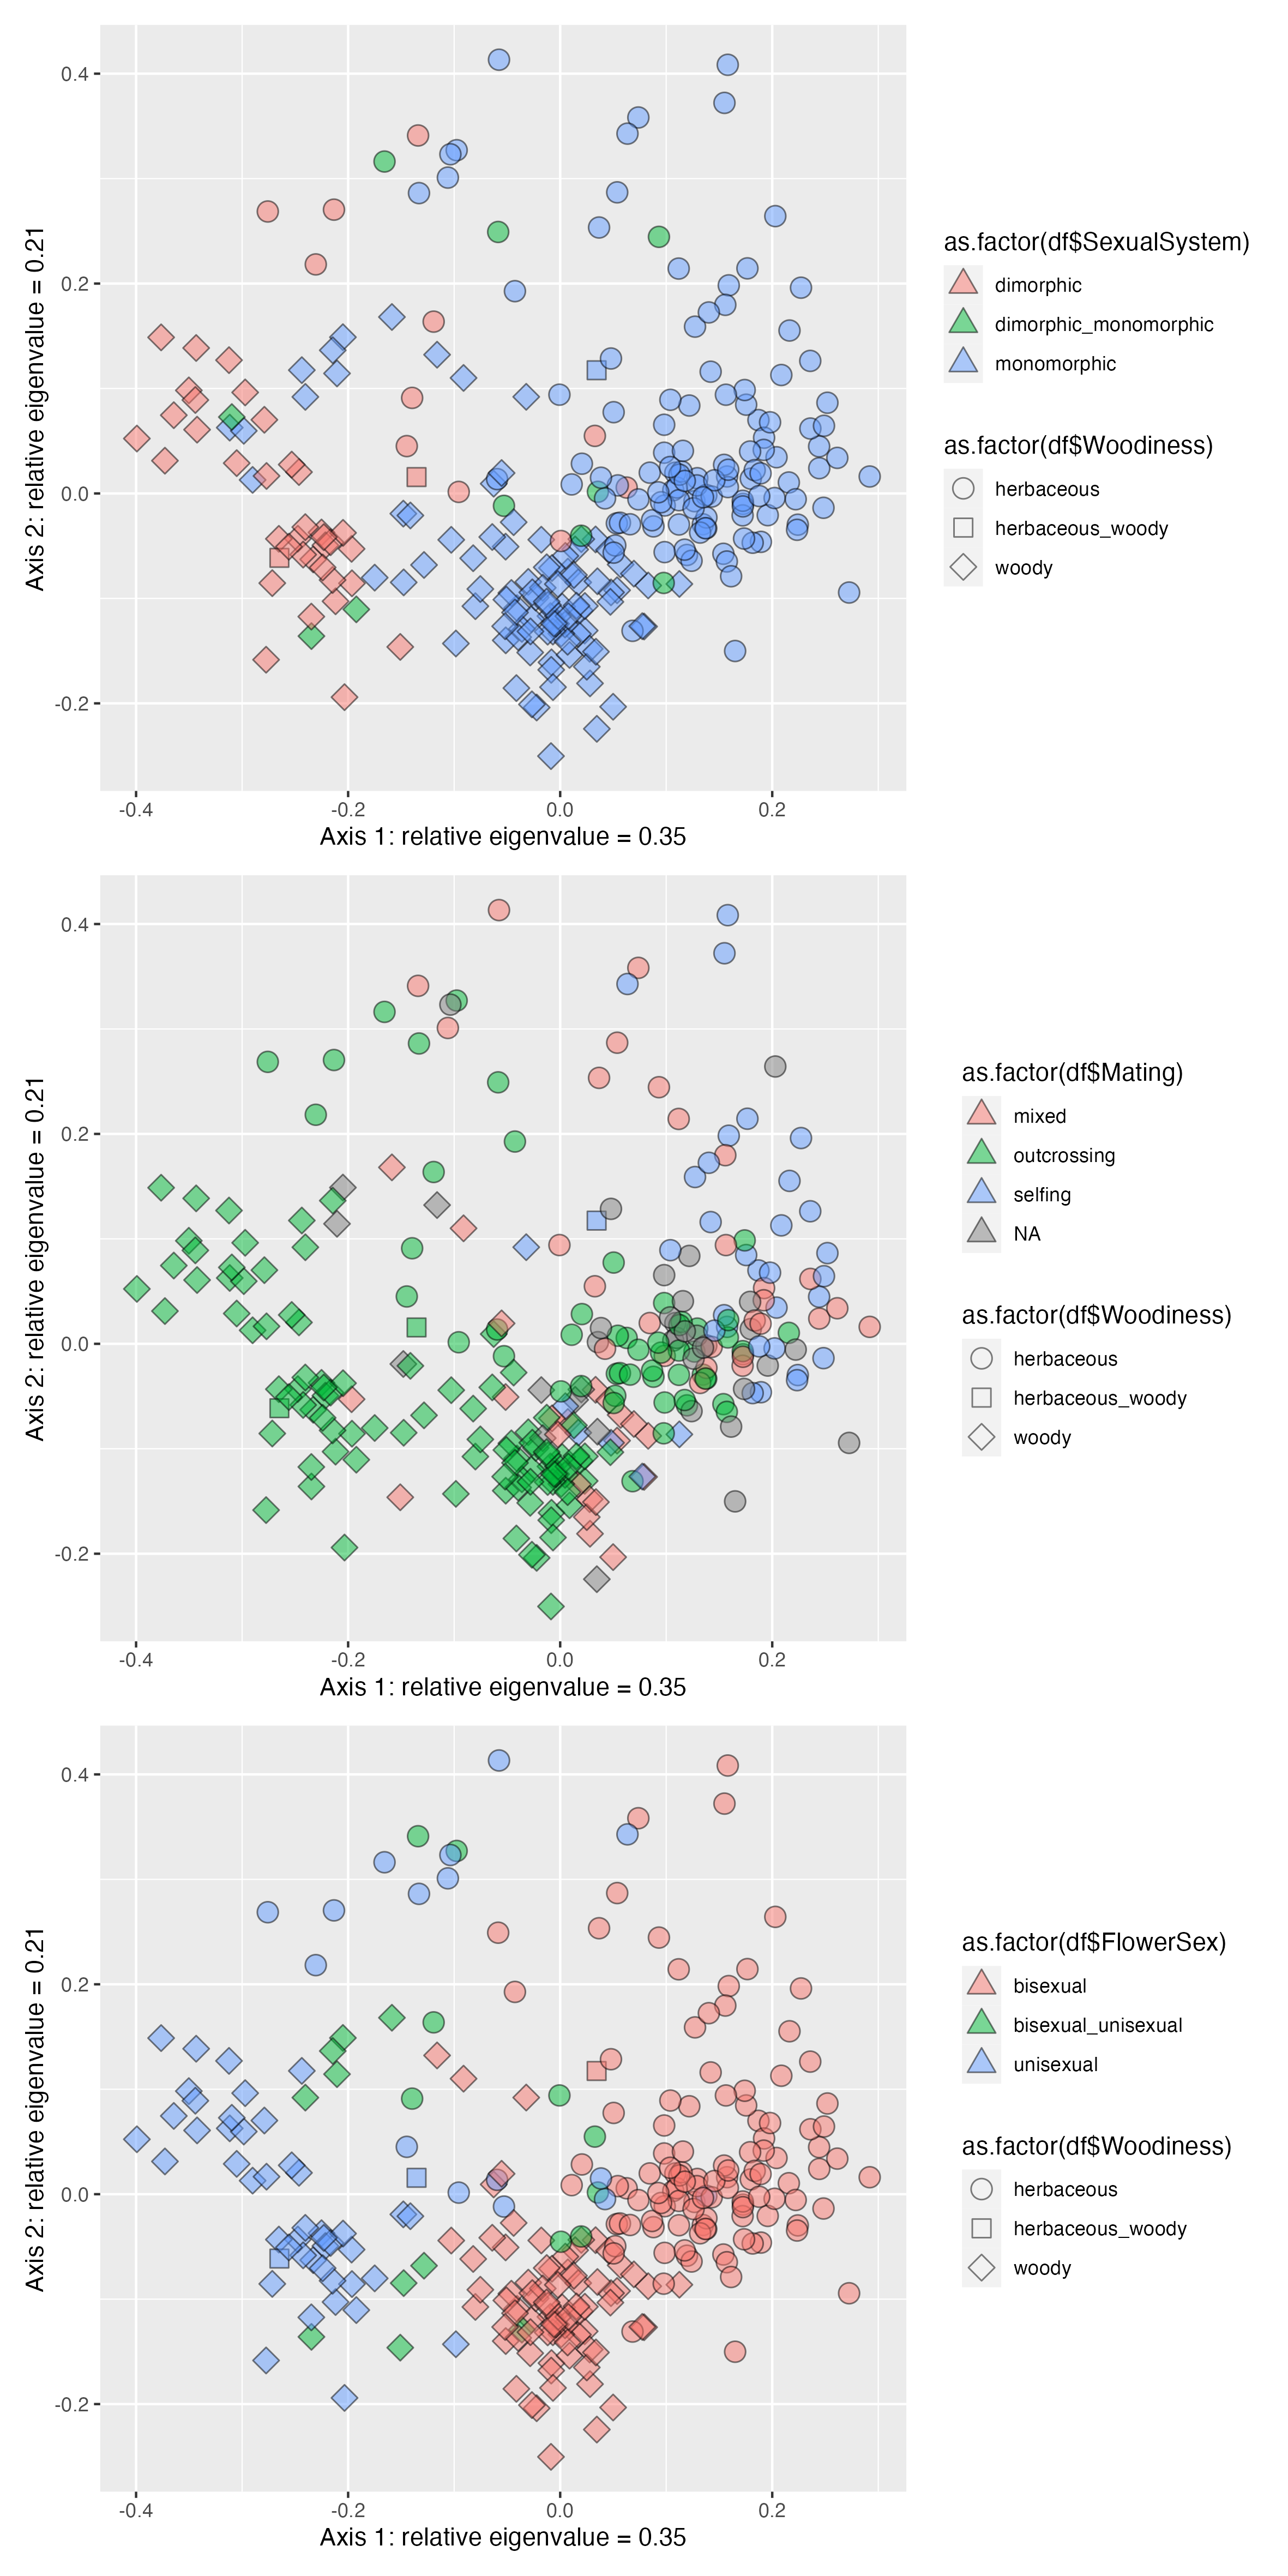 0.4
0.2
0.0
-0.2
-0.4
-0.2
0.0
0.2
Axis 2: relative eigenvalue = 0.21
Axis 1: relative eigenvalue = 0.35
as.factor(df$SexualSystem)
dimorphic
dimorphic_monomorphic
monomorphic
as.factor(df$Woodiness)
herbaceous
herbaceous_woody
woody
0.4
0.2
0.0
-0.2
-0.4
-0.2
0.0
0.2
Axis 2: relative eigenvalue = 0.21
Axis 1: relative eigenvalue = 0.35
as.factor(df$Mating)
mixed
outcrossing
selfing
NA
as.factor(df$Woodiness)
herbaceous
herbaceous_woody
woody
0.4
0.2
0.0
-0.2
-0.4
-0.2
0.0
0.2
Axis 2: relative eigenvalue = 0.21
Axis 1: relative eigenvalue = 0.35
as.factor(df$FlowerSex)
bisexual
bisexual_unisexual
unisexual
as.factor(df$Woodiness)
herbaceous
herbaceous_woody
woody